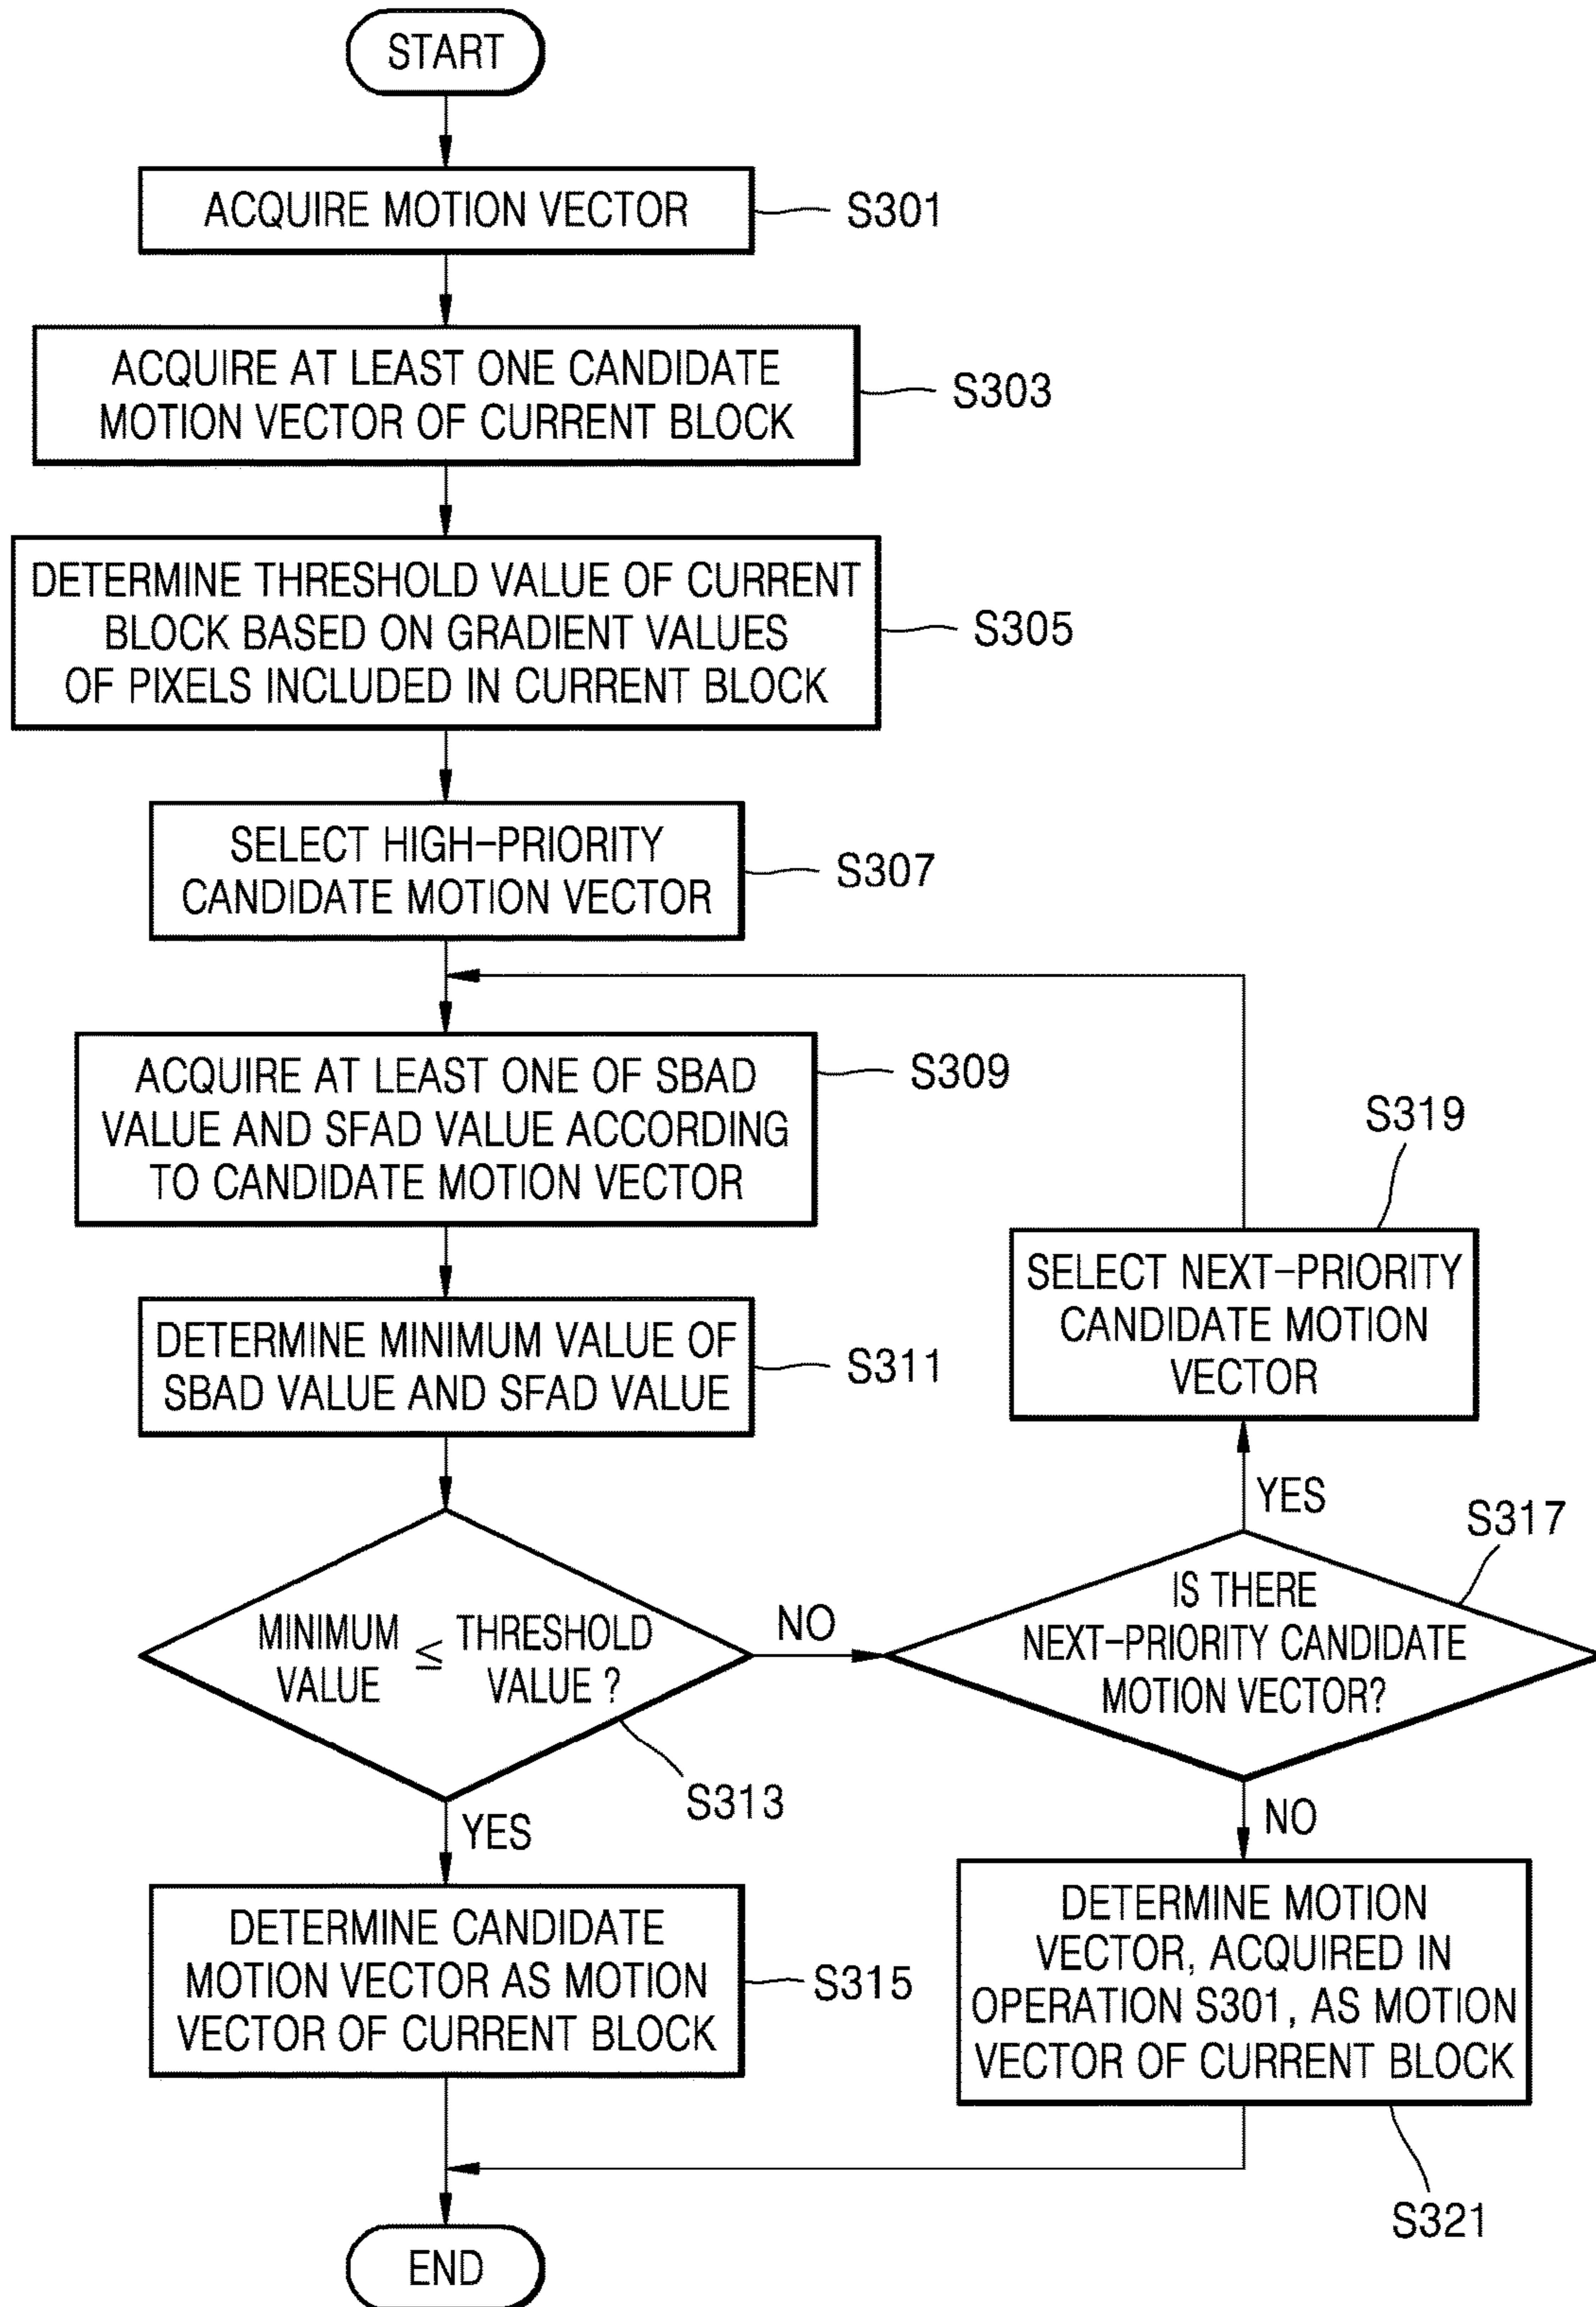 START
ACQUIRE MOTION VECTOR
S301
ACQUIRE AT LEAST ONE CANDIDATE
MOTION VECTOR OF CURRENT BLOCK
S303
DETERMINE THRESHOLD VALUE OF CURRENT
BLOCK BASED ON GRADIENT VALUES
OF PIXELS INCLUDED IN CURRENT BLOCK
S305
SELECT HIGH-PRIORITY
CANDIDATE MOTION VECTOR
S307
ACQUIRE AT LEAST ONE OF SBAD
VALUE AND SFAD VALUE ACCORDING
TO CANDIDATE MOTION VECTOR
S309
DETERMINE MINIMUM VALUE OF
SBAD VALUE AND SFAD VALUE
S311
MINIMUM VALUE ≤ THRESHOLD VALUE ?
S313
NO
YES
DETERMINE CANDIDATE
MOTION VECTOR AS MOTION
VECTOR OF CURRENT BLOCK
S315
IS THERE
NEXT-PRIORITY CANDIDATE
MOTION VECTOR?
S317
YES
SELECT NEXT-PRIORITY
CANDIDATE MOTION
VECTOR
S319
NO
DETERMINE MOTION
VECTOR, ACQUIRED IN
OPERATION S301, AS MOTION
VECTOR OF CURRENT BLOCK
S321
END